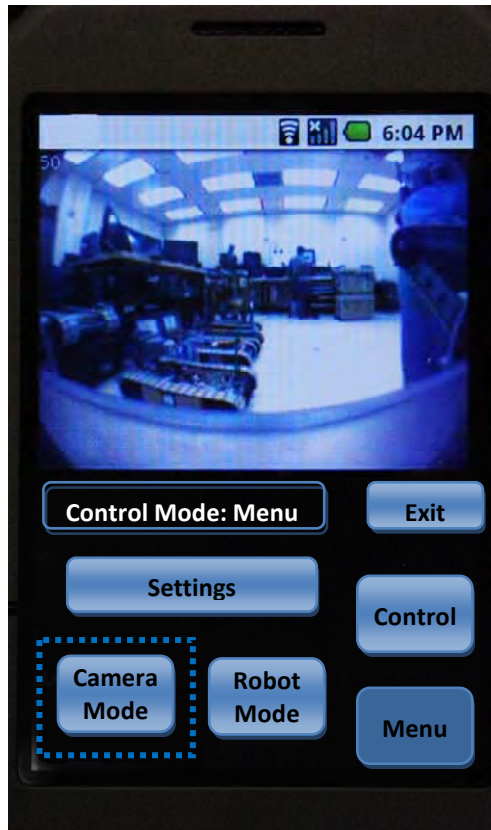 6:04 PM
50
Control Mode: Menu
Exit
Settings
Control
Camera
Mode
Robot
Mode
Menu